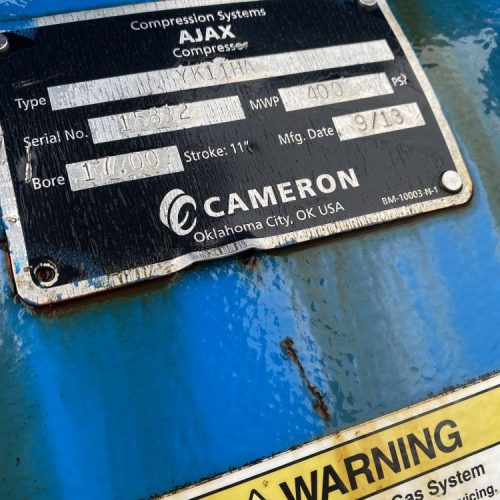 Compression Systems
AJAX
Compressor
Type YK11HA
Serial No. 15832 MWP 400 PSI
Bore 17.00 Stroke: 11" Mfg. Date 9/13
CAMERON
Oklahoma City, OK USA
BM-10003-N-1
WARNING
Gas System